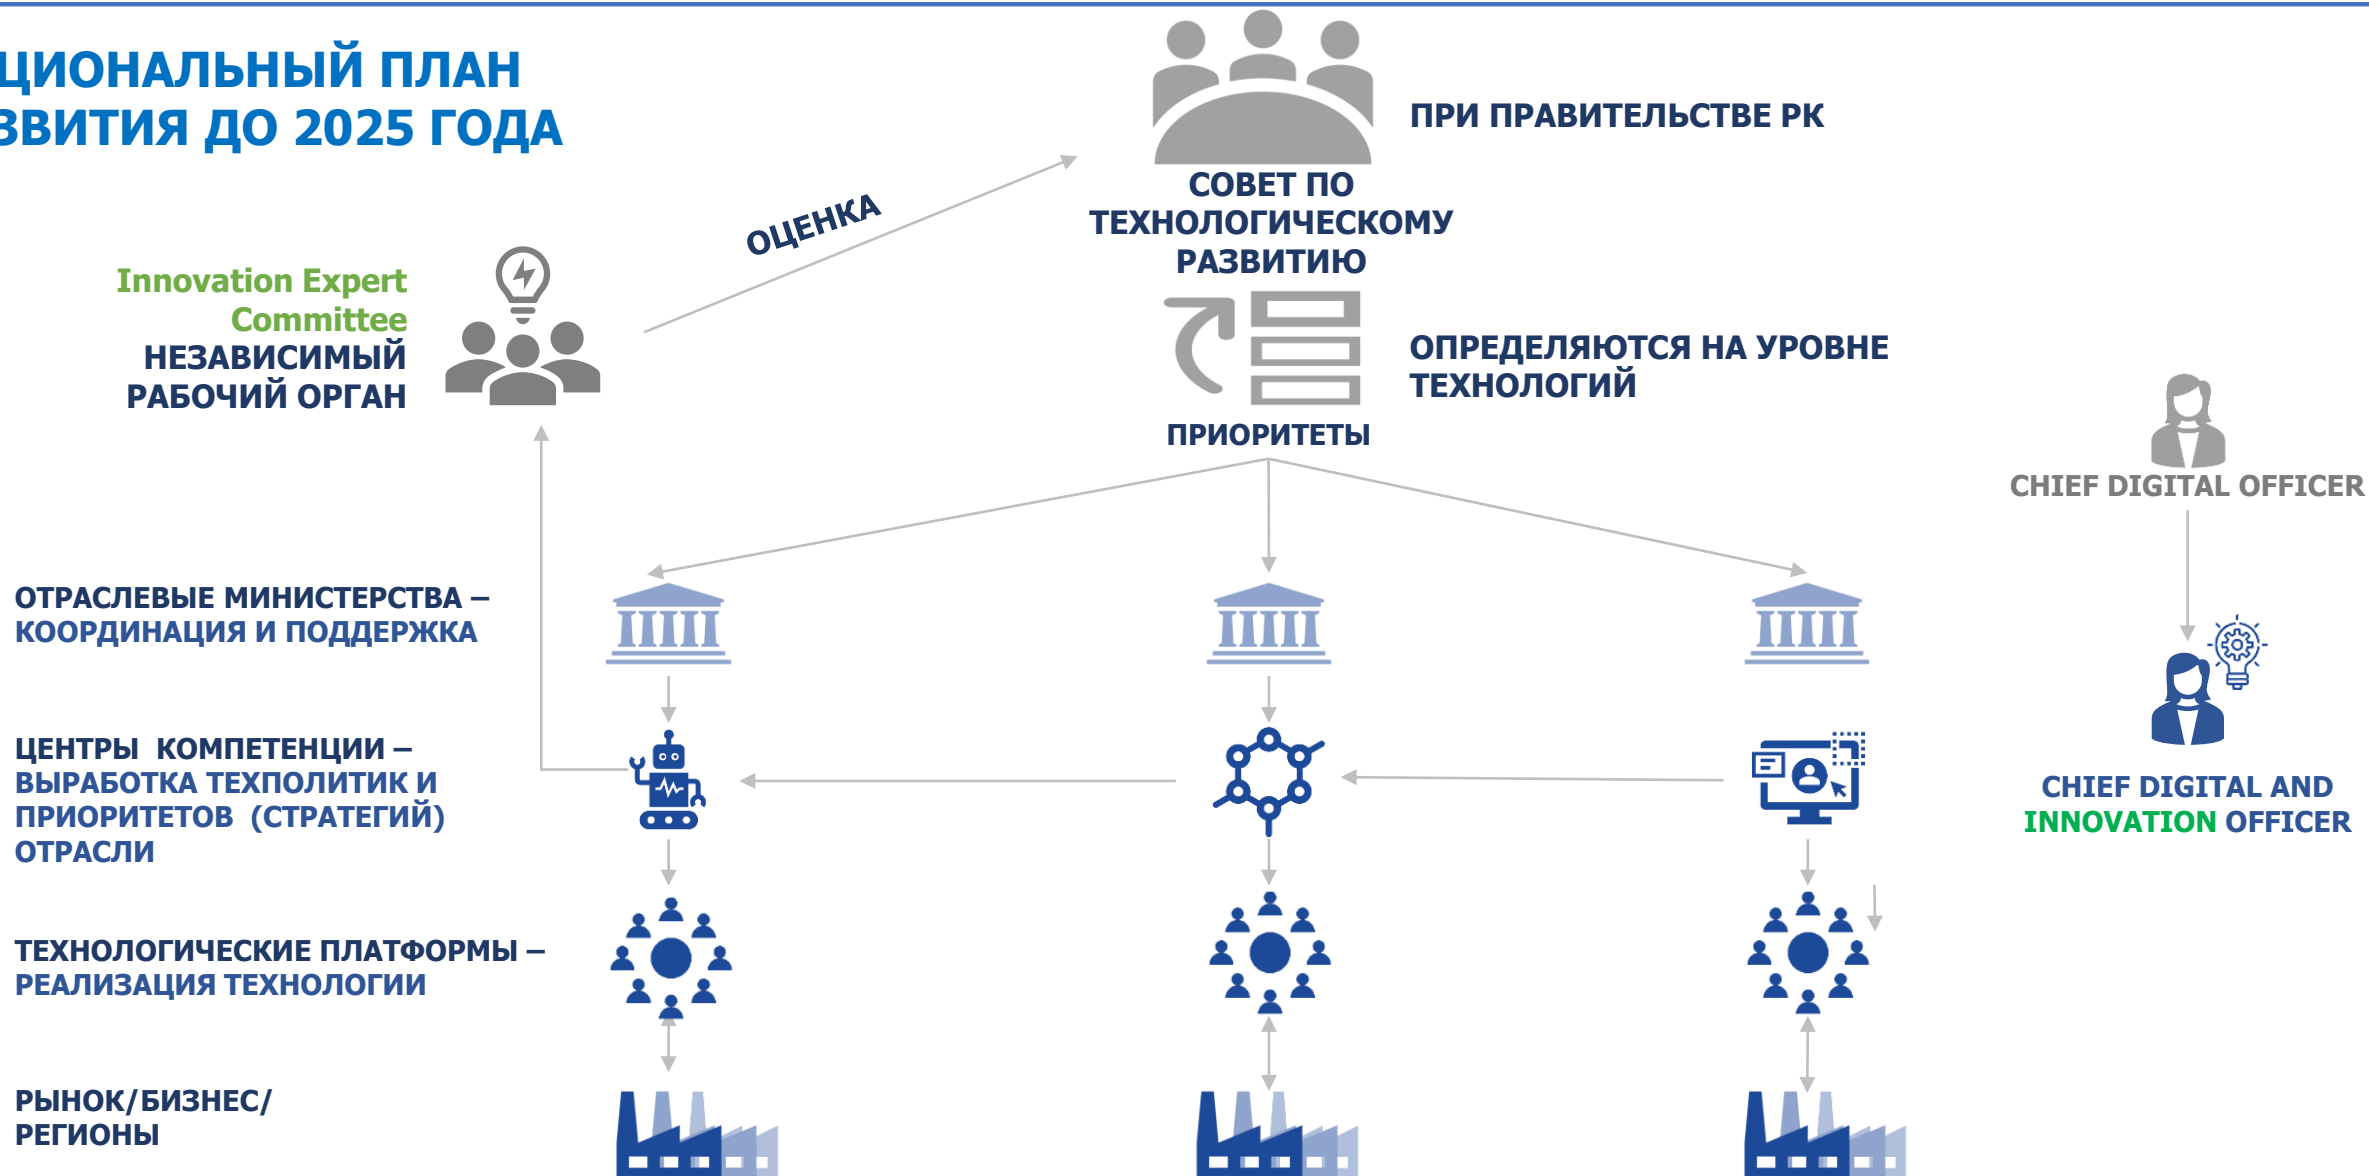 ЦИОНАЛЬНЫЙ ПЛАН
ЗВИТИЯ ДО 2025 ГОДА
ПРИ ПРАВИТЕЛЬСТВЕ РК
СОВЕТ ПО
ТЕХНОЛОГИЧЕСКОМУ
РАЗВИТИЮ
ОЦЕНКА
Innovation Expert
Committee
НЕЗАВИСИМЫЙ
РАБОЧИЙ ОРГАН
ОПРЕДЕЛЯЮТСЯ НА УРОВНЕ
ТЕХНОЛОГИЙ
ПРИОРИТЕТЫ
CHIEF DIGITAL OFFICER
ОТРАСЛЕВЫЕ МИНИСТЕРСТВА –
КООРДИНАЦИЯ И ПОДДЕРЖКА
ЦЕНТРЫ КОМПЕТЕНЦИИ –
ВЫРАБОТКА ТЕХПОЛИТИК И
ПРИОРИТЕТОВ (СТРАТЕГИЙ)
ОТРАСЛИ
CHIEF DIGITAL AND
INNOVATION OFFICER
ТЕХНОЛОГИЧЕСКИЕ ПЛАТФОРМЫ –
РЕАЛИЗАЦИЯ ТЕХНОЛОГИИ
РЫНОК/БИЗНЕС/
РЕГИОНЫ